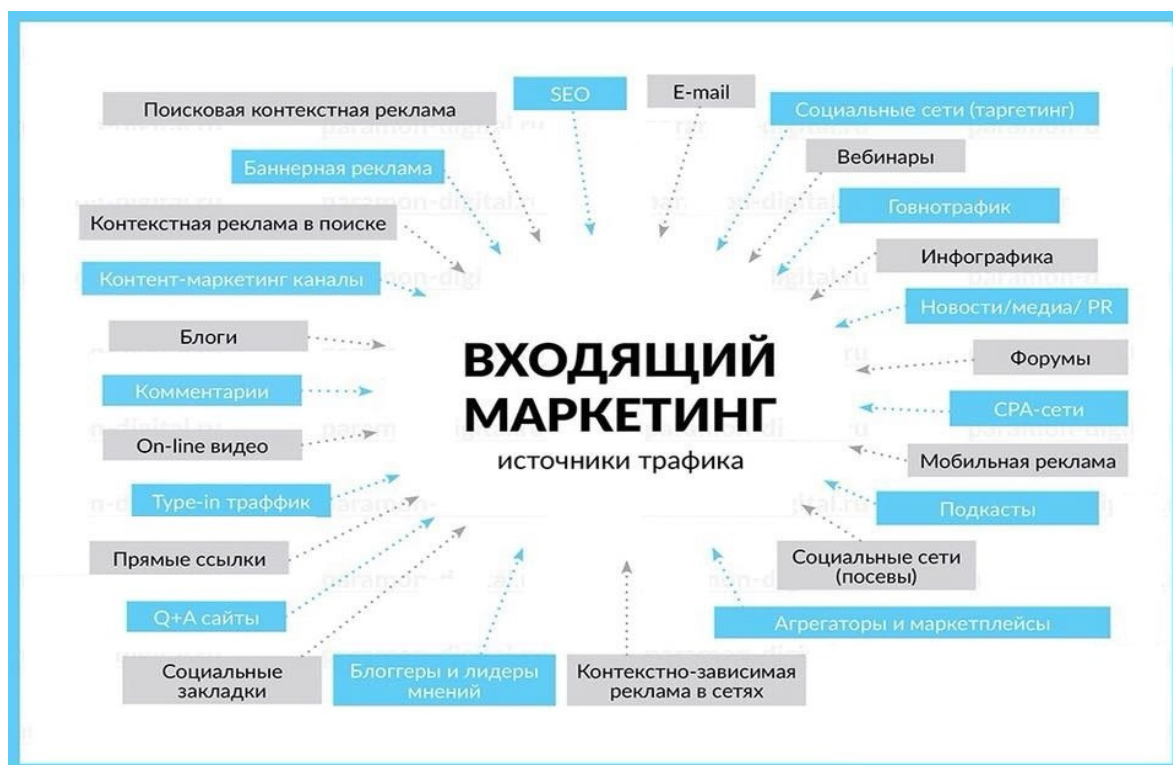 SEO
E-mail
Поисковая контекстная реклама
Социальные сети (таргетинг)
Баннерная реклама
Вебинары
Контекстная реклама в поиске
Говнотрафик
Контент-маркетинг каналы
Инфографика
Новости/медиа/ PR
Блоги
Форумы
ВХОДЯЩИЙ
МАРКЕТИНГ
источники трафика
Комментарии
CPA-сети
On-line видео
Мобильная реклама
Type-in траффик
Подкасты
Прямые ссылки
Социальные сети
(посевы)
Q+A сайты
Агрегаторы и маркетплейсы
Социальные
закладки
Блоггеры и лидеры
мнений
Контекстно-зависимая
реклама в сетях
paramon-digital.ru